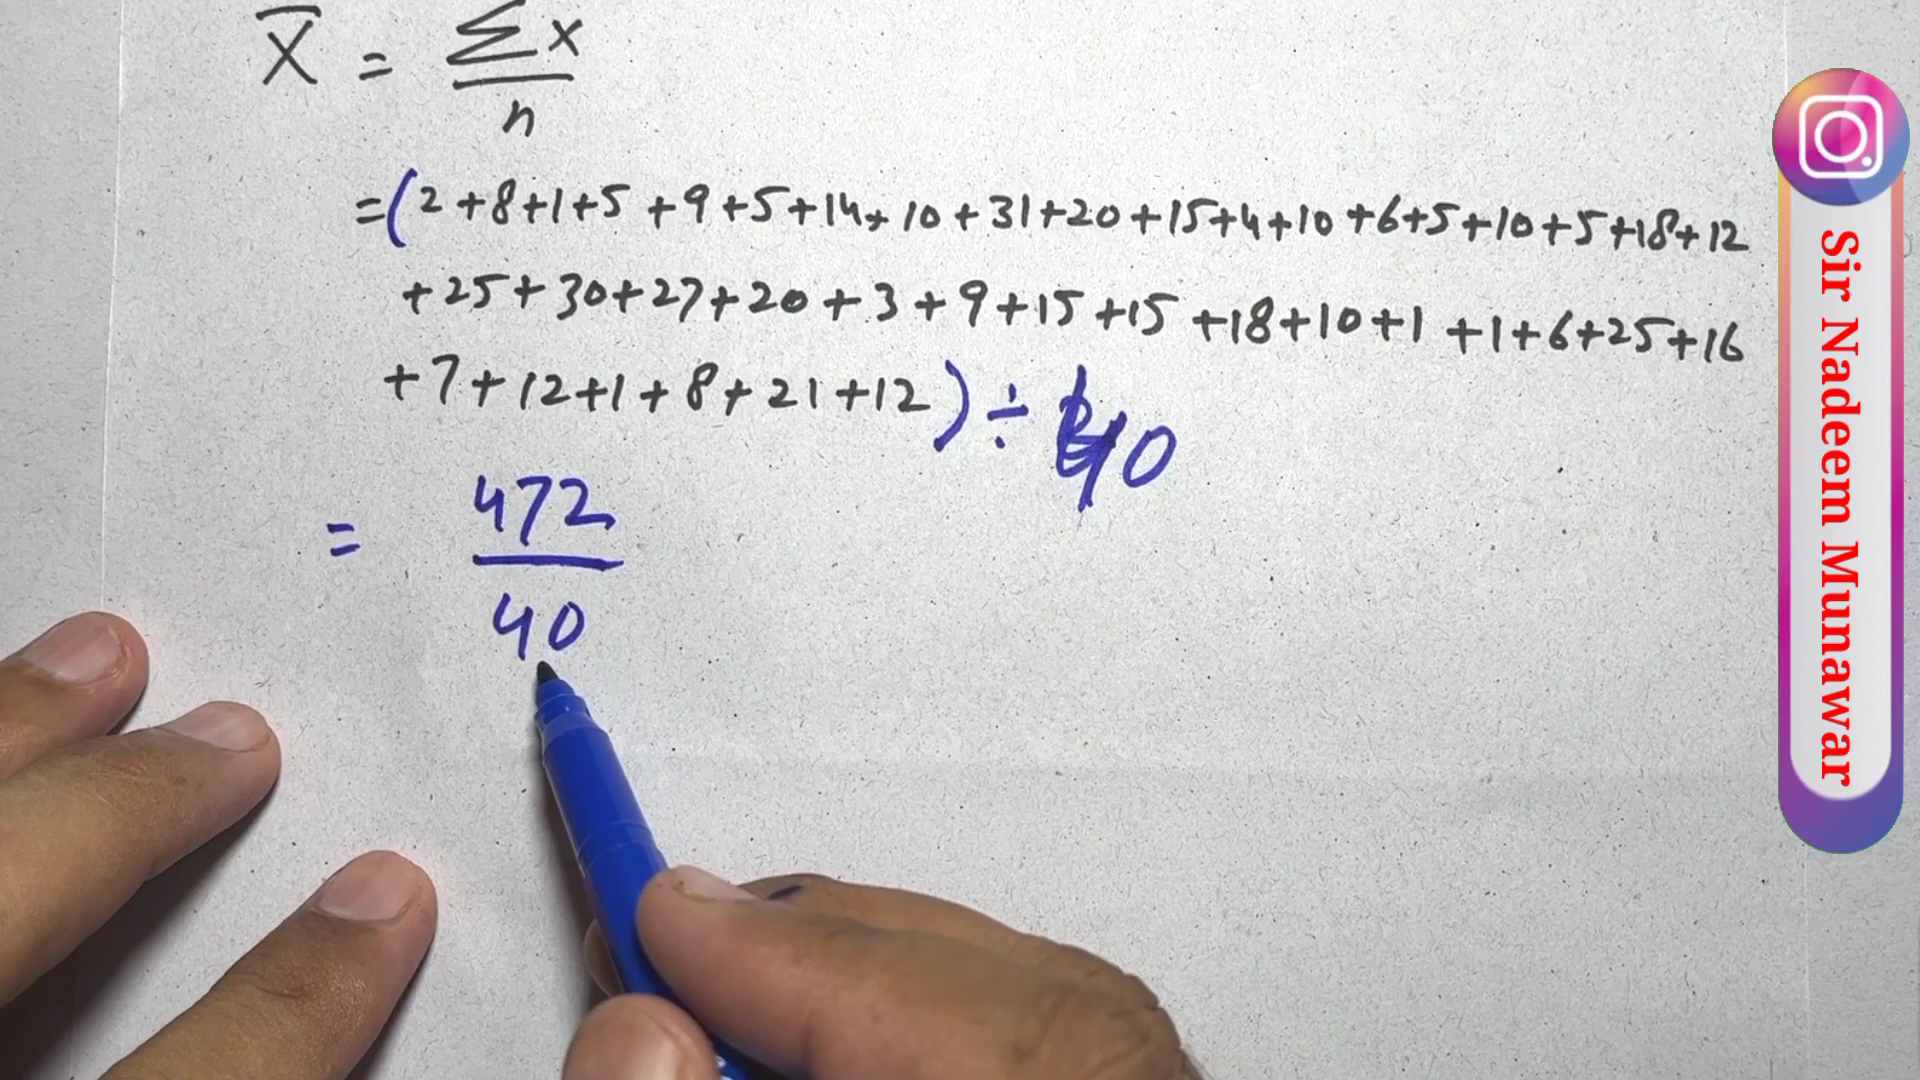 X̄ = Σx
n
=(2+8+1+5+9+5+14+10+31+20+15+4+10+6+5+10+5+18+12
+25+30+27+20+3+9+15+15+18+10+1+1+6+25+16
+7+12+1+8+21+12)÷40
= 472
40
Sir Nadeem Munawar